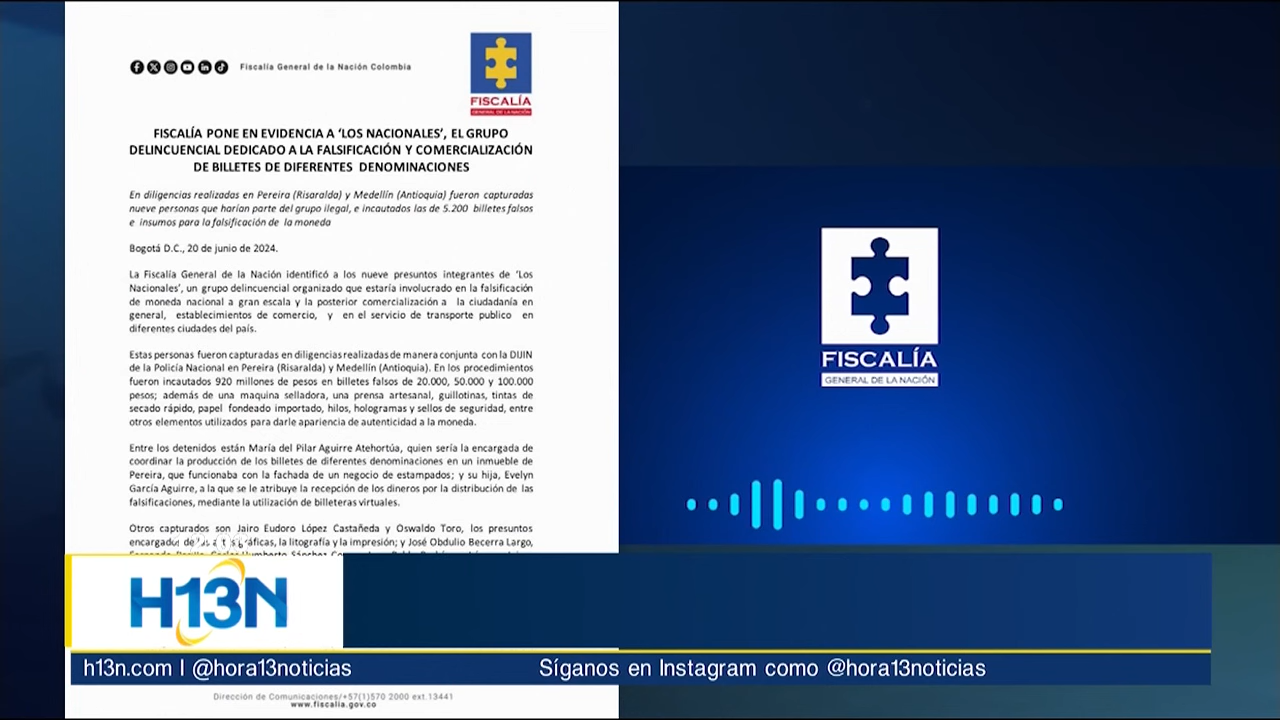 Fiscalía General de la Nación Colombia
FISCALÍA
GENERAL DE LA NACIÓN
FISCALÍA PONE EN EVIDENCIA A ‘LOS NACIONALES’, EL GRUPO
DELINCUENCIAL DEDICADO A LA FALSIFICACIÓN Y COMERCIALIZACIÓN
DE BILLETES DE DIFERENTES DENOMINACIONES
En diligencias realizadas en Pereira (Risaralda) y Medellín (Antioquia) fueron capturadas
nueve personas que harían parte del grupo ilegal, e incautados las de 5.200 billetes falsos
e insumos para la falsificación de la moneda
Bogotá D.C., 20 de junio de 2024.
La Fiscalía General de la Nación identificó a los nueve presuntos integrantes de ‘Los
Nacionales’, un grupo delincuencial organizado que estaría involucrado en la falsificación
de moneda nacional a gran escala y la posterior comercialización a la ciudadanía en
general, establecimientos de comercio, y en el servicio de transporte publico en
diferentes ciudades del país.
Estas personas fueron capturadas en diligencias realizadas de manera conjunta con la DIJIN
de la Policía Nacional en Pereira (Risaralda) y Medellín (Antioquia). En los procedimientos
fueron incautados 920 millones de pesos en billetes falsos de 20.000, 50.000 y 100.000
pesos; además de una maquina selladora, una prensa artesanal, guillotinas, tintas de
secado rápido, papel fondeado importado, hilos, hologramas y sellos de seguridad, entre
otros elementos utilizados para darle apariencia de autenticidad a la moneda.
Entre los detenidos están María del Pilar Aguirre Atehortúa, quien sería la encargada de
coordinar la producción de los billetes de diferentes denominaciones en un inmueble de
Pereira, que funcionaba con la fachada de un negocio de estampados; y su hija, Evelyn
García Aguirre, a la que se le atribuye la recepción de los dineros por la distribución de las
falsificaciones, mediante la utilización de billeteras virtuales.
Otros capturados son Jairo Eudoro López Castañeda y Oswaldo Toro, los presuntos
encargados de las la litografía y la impresión; y José Obdulio Becerra Largo,
FISCALÍA
GENERAL DE LA NACIÓN
H13N
h13n.com | @hora13noticias
Síganos en Instagram como @hora13noticias
Dirección de Comunicaciones/+57(1)570 2000 ext.13441
www.fiscalia.gov.co